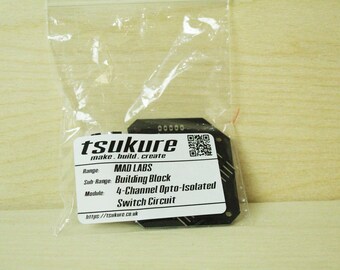 tsukure
make . build . create
Range: MAD LABS
Sub-Range: Building Block
Module: 4-Channel Opto-Isolated
Switch Circuit
https://tsukure.co.uk